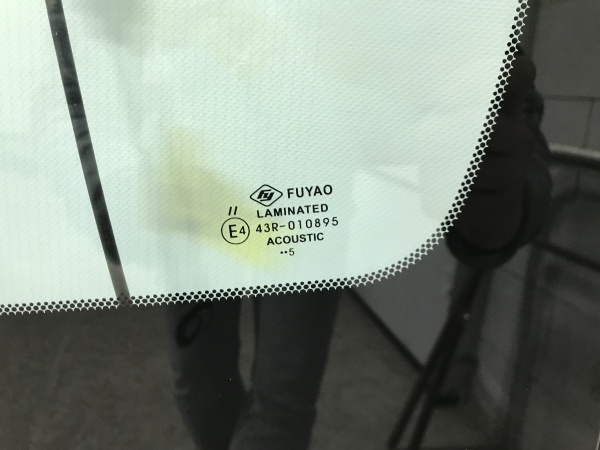 FUYAO
II
LAMINATED
E4 43R-010895
ACOUSTIC
••5